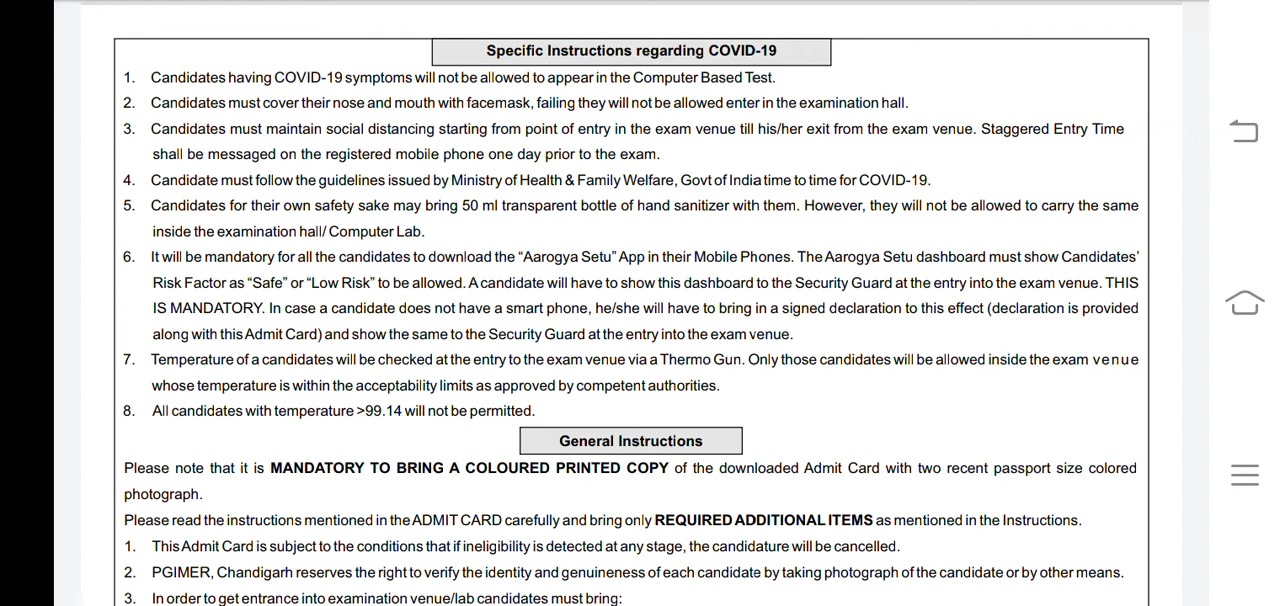 Specific Instructions regarding COVID-19
1. Candidates having COVID-19 symptoms will not be allowed to appear in the Computer Based Test.
2. Candidates must cover their nose and mouth with facemask, failing they will not be allowed enter in the examination hall.
3. Candidates must maintain social distancing starting from point of entry in the exam venue till his/her exit from the exam venue. Staggered Entry Time
shall be messaged on the registered mobile phone one day prior to the exam.
4. Candidate must follow the guidelines issued by Ministry of Health & Family Welfare, Govt of India time to time for COVID-19.
5. Candidates for their own safety sake may bring 50 ml transparent bottle of hand sanitizer with them. However, they will not be allowed to carry the same
inside the examination hall/ Computer Lab.
6. It will be mandatory for all the candidates to download the “Aarogya Setu” App in their Mobile Phones. The Aarogya Setu dashboard must show Candidates’
Risk Factor as “Safe” or “Low Risk” to be allowed. A candidate will have to show this dashboard to the Security Guard at the entry into the exam venue. THIS
IS MANDATORY. In case a candidate does not have a smart phone, he/she will have to bring in a signed declaration to this effect (declaration is provided
along with this Admit Card) and show the same to the Security Guard at the entry into the exam venue.
7. Temperature of a candidates will be checked at the entry to the exam venue via a Thermo Gun. Only those candidates will be allowed inside the exam venue
whose temperature is within the acceptability limits as approved by competent authorities.
8. All candidates with temperature >99.14 will not be permitted.
General Instructions
Please note that it is MANDATORY TO BRING A COLOURED PRINTED COPY of the downloaded Admit Card with two recent passport size colored
photograph.
Please read the instructions mentioned in the ADMIT CARD carefully and bring only REQUIRED ADDITIONAL ITEMS as mentioned in the Instructions.
1. This Admit Card is subject to the conditions that if ineligibility is detected at any stage, the candidature will be cancelled.
2. PGIMER, Chandigarh reserves the right to verify the identity and genuineness of each candidate by taking photograph of the candidate or by other means.
3. In order to get entrance into examination venue/lab candidates must bring: